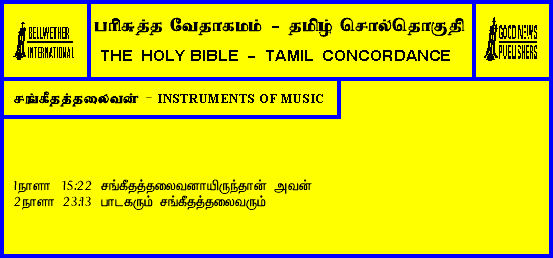 BELLWETHER
INTERNATIONAL
பரிசுத்த வேதாகமம் - தமிழ் சொல்தொகுதி
THE HOLY BIBLE - TAMIL CONCORDANCE
GOOD NEWS
PUBLISHERS
சங்கீதத்தலைவன் - INSTRUMENTS OF MUSIC
1நாளா 15:22 சங்கீதத்தலைவனாயிருந்தான் அவன்
2நாளா 23:13 பாடகரும் சங்கீதத்தலைவரும்